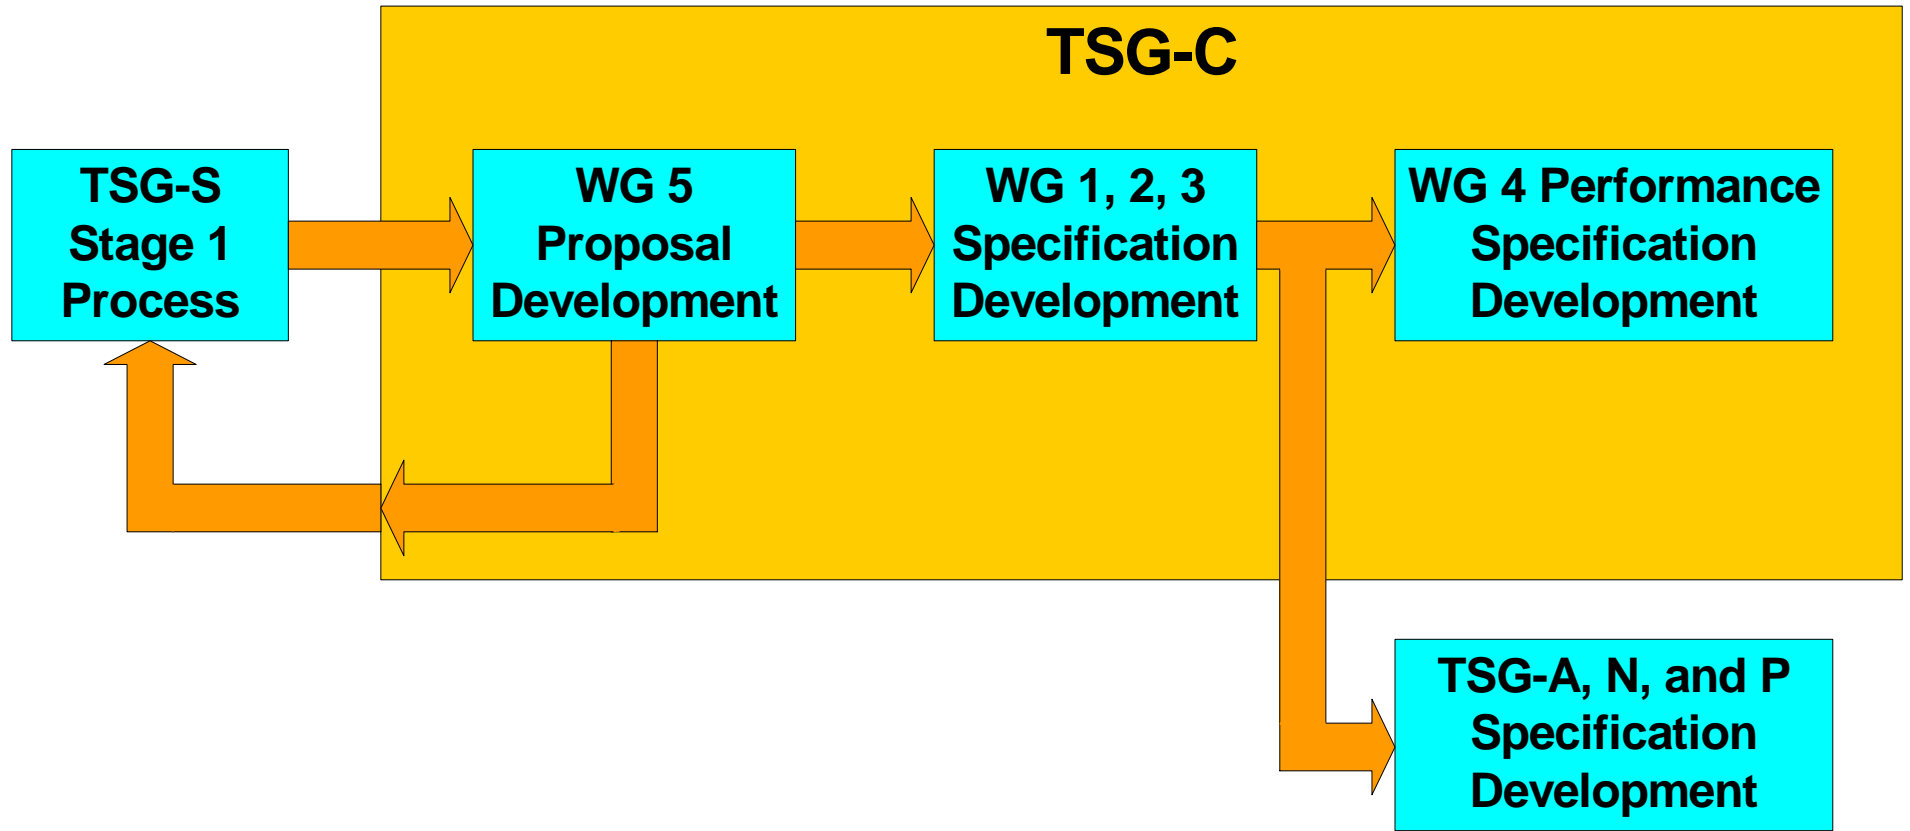 TSG-C
TSG-S
Stage 1
Process
WG 5
Proposal
Development
WG 1, 2, 3
Specification
Development
WG 4 Performance
Specification
Development
TSG-A, N, and P
Specification
Development